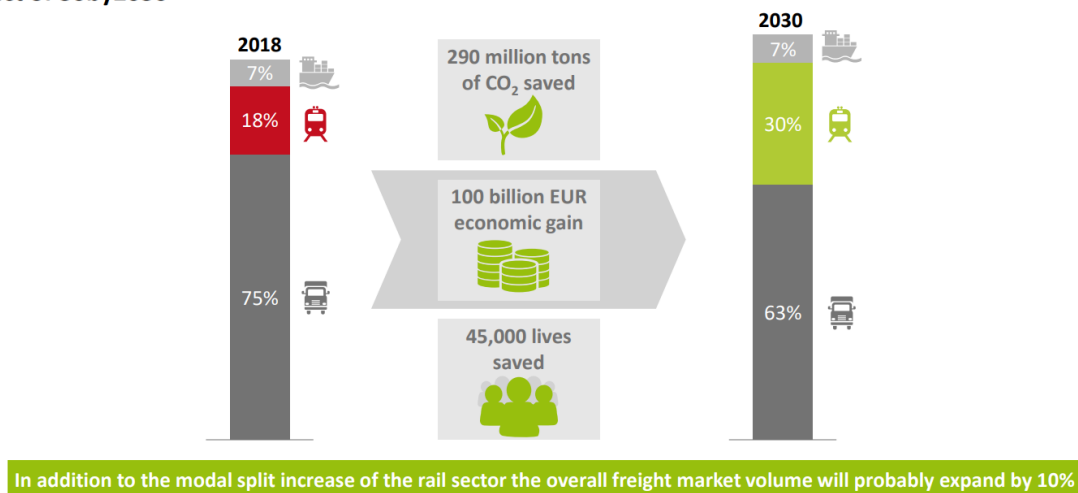 2018
7%
18%
75%
290 million tons
of CO₂ saved
100 billion EUR
economic gain
45,000 lives
saved
2030
7%
30%
63%
In addition to the modal split increase of the rail sector the overall freight market volume will probably expand by 10%